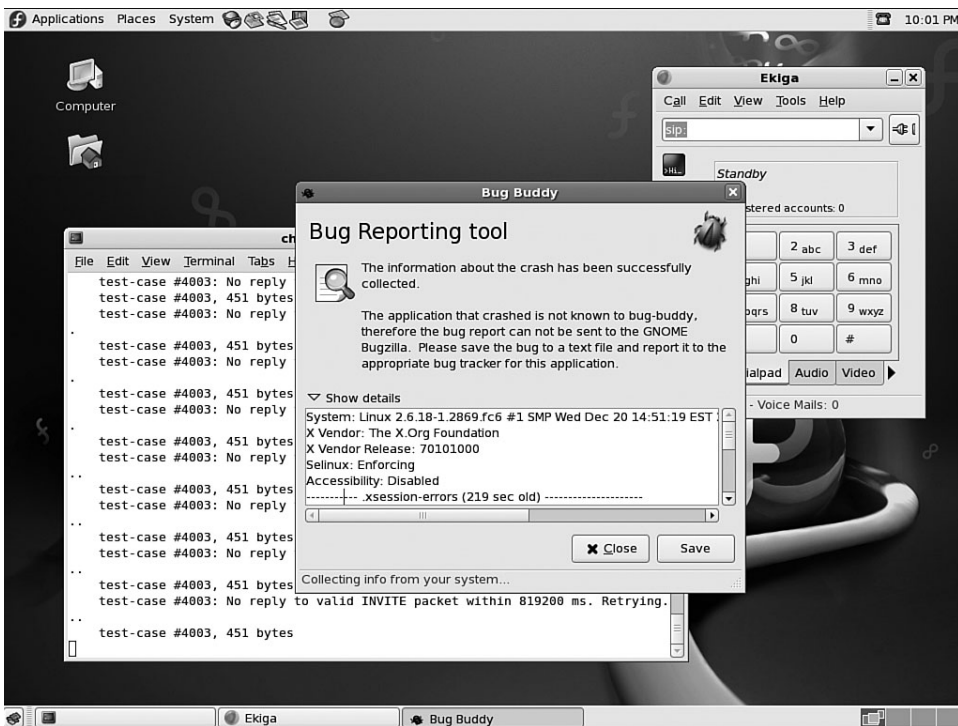 Applications Places System
10:01 PM
Computer
Ekiga
Call Edit View Tools Help
sip:
Standby
stered accounts: 0
2 abc
3 def
ghi
5 jkl
6 mno
pqrs
8 tuv
9 wxyz
0
#
ialpad
Audio
Video
- Voice Mails: 0
ch
File Edit View Terminal Tabs H
test-case #4003: No reply
test-case #4003, 451 bytes
test-case #4003: No reply
.
test-case #4003, 451 bytes
test-case #4003: No reply
.
test-case #4003, 451 bytes
test-case #4003: No reply
.
test-case #4003, 451 bytes
test-case #4003: No reply
..
test-case #4003, 451 bytes
test-case #4003: No reply
..
test-case #4003, 451 bytes
test-case #4003: No reply
..
test-case #4003, 451 bytes
test-case #4003: No reply to valid INVITE packet within 819200 ms. Retrying.
..
test-case #4003, 451 bytes
Bug Buddy
Bug Reporting tool
The information about the crash has been successfully
collected.
The application that crashed is not known to bug-buddy,
therefore the bug report can not be sent to the GNOME
Bugzilla. Please save the bug to a text file and report it to the
appropriate bug tracker for this application.
Show details
System: Linux 2.6.18-1.2869.fc6 #1 SMP Wed Dec 20 14:51:19 EST
X Vendor: The X.Org Foundation
X Vendor Release: 70101000
Selinux: Enforcing
Accessibility: Disabled
----------- .xsession-errors (219 sec old) ---------------------
Close
Save
Collecting info from your system...
Ekiga
Bug Buddy